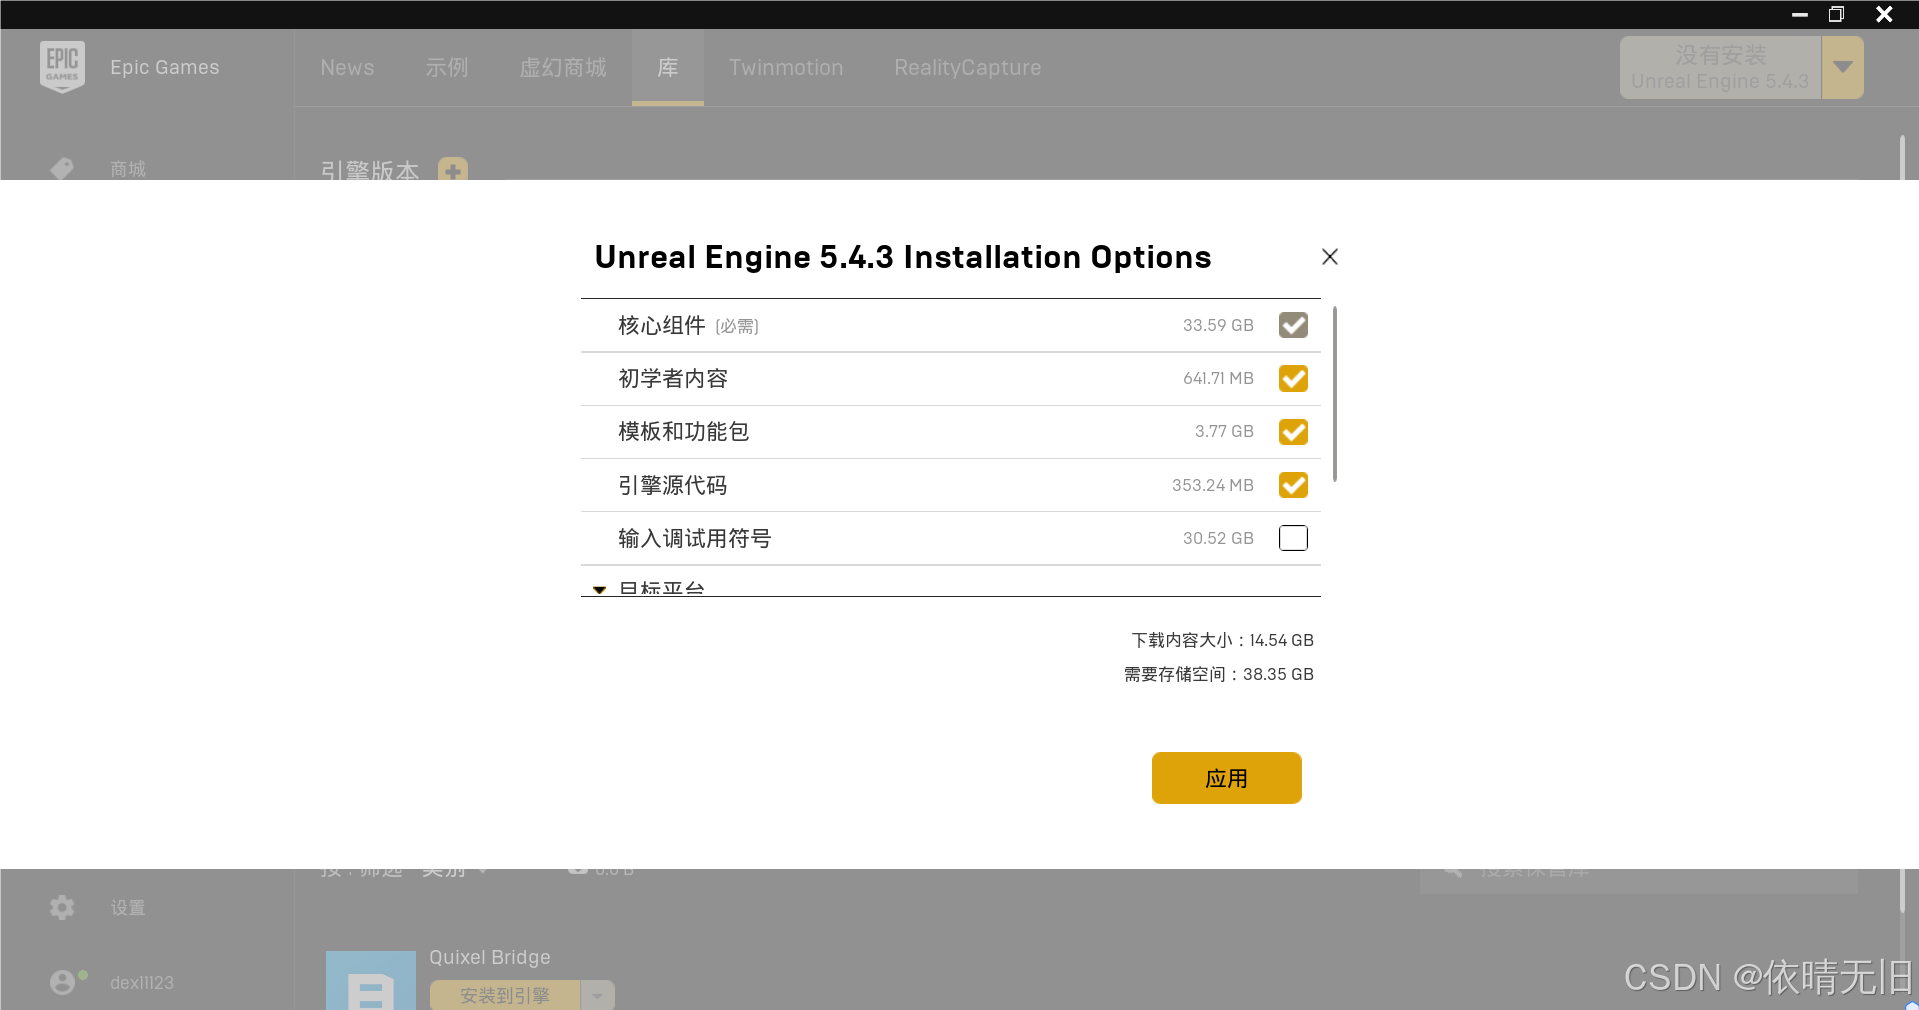 EPIC GAMES
Epic Games
News
示例
虚幻商城
库
Twinmotion
RealityCapture
没有安装
Unreal Engine 5.4.3
商城
引擎版本
Unreal Engine 5.4.3 Installation Options
核心组件 (必需) 33.59 GB
初学者内容 641.71 MB
模板和功能包 3.77 GB
引擎源代码 353.24 MB
输入调试用符号 30.52 GB
目标平台
下载内容大小：14.54 GB
需要存储空间：38.35 GB
应用
设置
Quixel Bridge
安装到引擎
dex11123
CSDN @依晴无旧